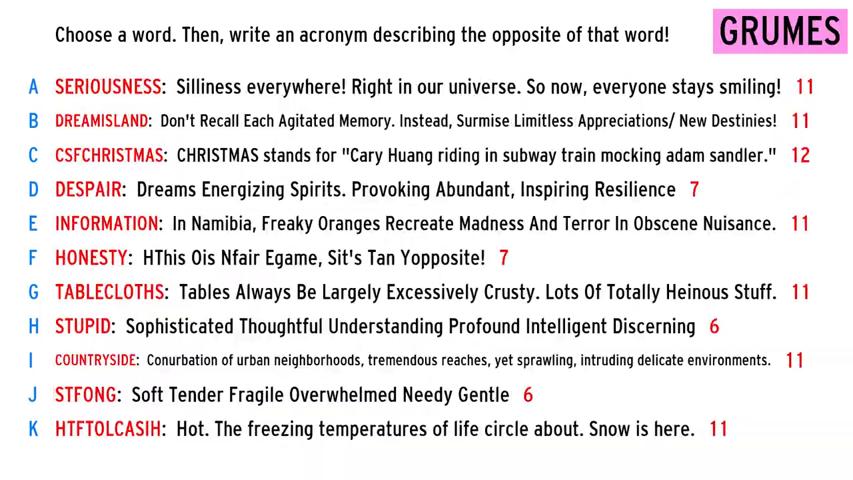 Choose a word. Then, write an acronym describing the opposite of that word! GRUMES
A SERIOUSNESS: Silliness everywhere! Right in our universe. So now, everyone stays smiling! 11
B DREAMISLAND: Don't Recall Each Agitated Memory. Instead, Surmise Limitless Appreciations/ New Destinies! 11
C CSFCHRISTMAS: CHRISTMAS stands for "Cary Huang riding in subway train mocking adam sandler." 12
D DESPAIR: Dreams Energizing Spirits. Provoking Abundant, Inspiring Resilience 7
E INFORMATION: In Namibia, Freaky Oranges Recreate Madness And Terror In Obscene Nuisance. 11
F HONESTY: HThis Ois Nfair Egame, Sit's Tan Yopposite! 7
G TABLECLOTHS: Tables Always Be Largely Excessively Crusty. Lots Of Totally Heinous Stuff. 11
H STUPID: Sophisticated Thoughtful Understanding Profound Intelligent Discerning 6
I COUNTRYSIDE: Conurbation of urban neighborhoods, tremendous reaches, yet sprawling, intruding delicate environments. 11
J STFONG: Soft Tender Fragile Overwhelmed Needy Gentle 6
K HTFTOLCASIH: Hot. The freezing temperatures of life circle about. Snow is here. 11